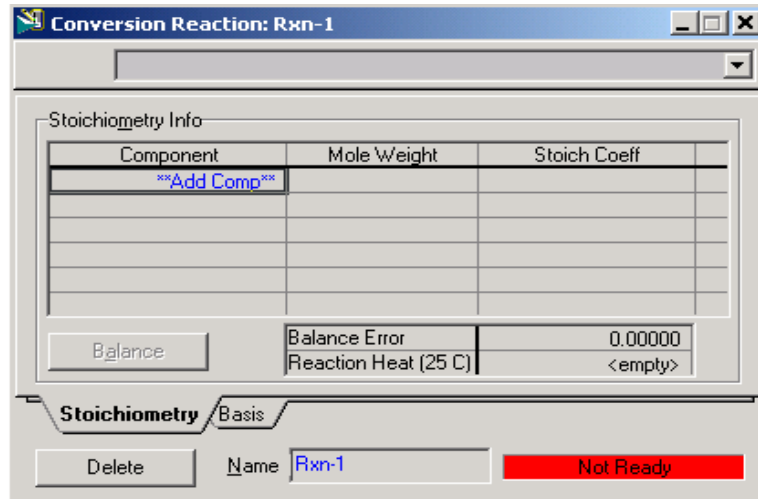 Conversion Reaction: Rxn-1
Stoichiometry Info
Component Mole Weight Stoich Coeff
**Add Comp**
Balance
Balance Error 0.00000
Reaction Heat (25 C) <empty>
Stoichiometry Basis
Delete Name Rxn-1 Not Ready